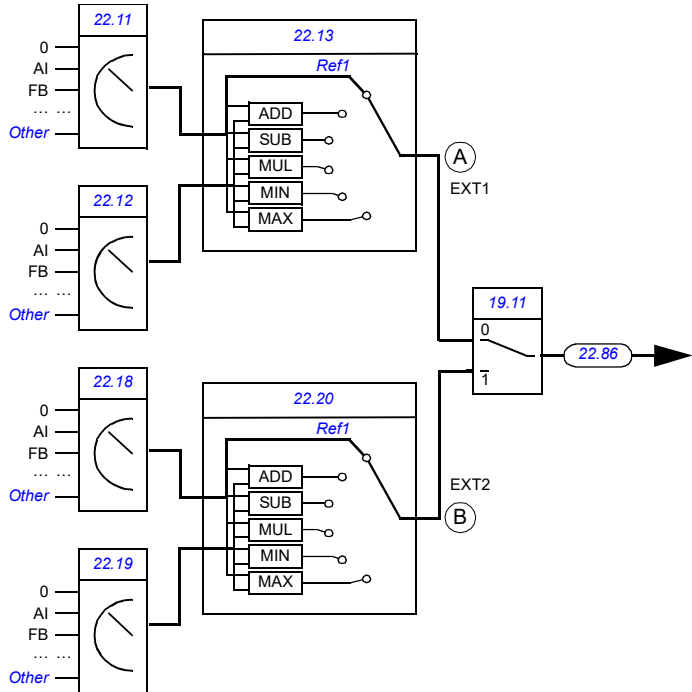 22.11
0
AI
FB
... ...
Other
22.12
0
AI
FB
... ...
Other
22.13
Ref1
ADD
SUB
MUL
MIN
MAX
A
EXT1
19.11
0
1
22.86
22.18
0
AI
FB
... ...
Other
22.19
0
AI
FB
... ...
Other
22.20
Ref1
ADD
SUB
MUL
MIN
MAX
EXT2
B